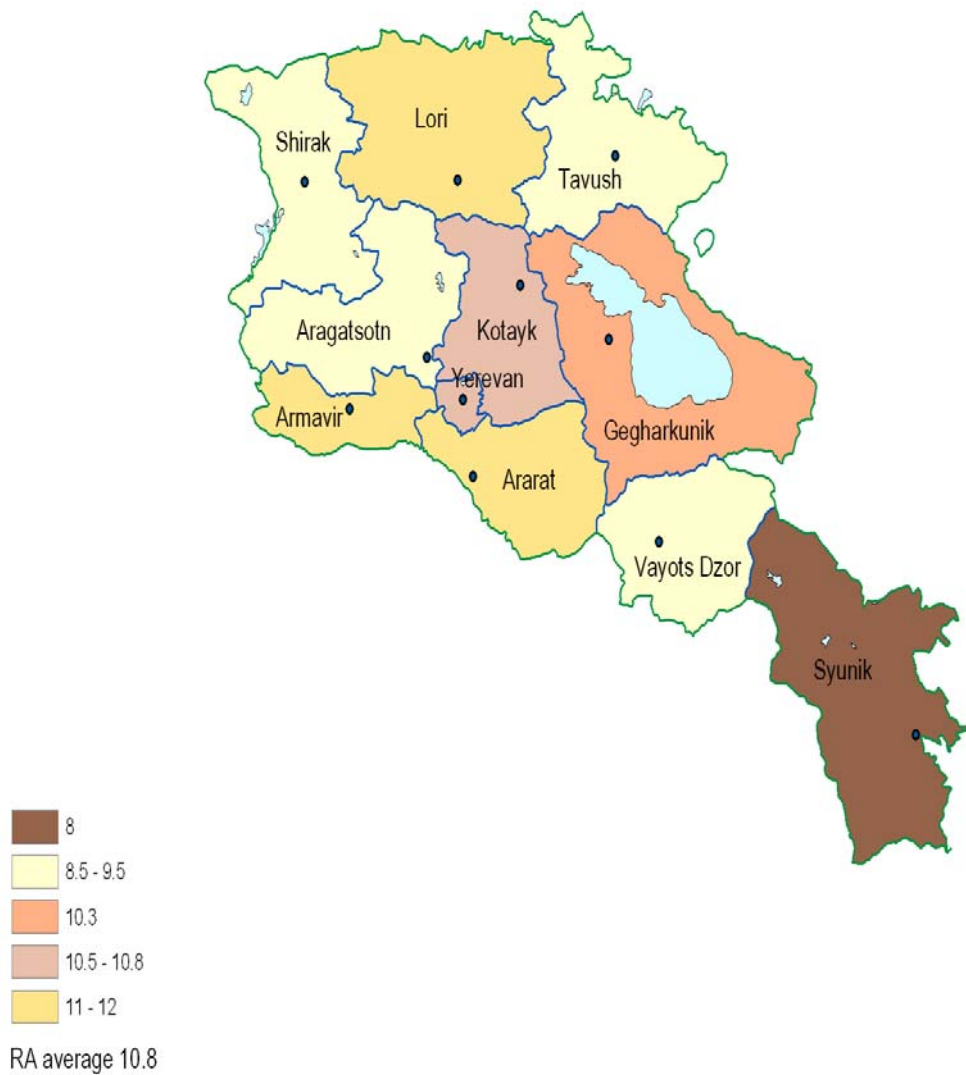 Lori
Shirak
Tavush
Aragatsotn
Kotayk
Yerevan
Armavir
Gegharkunik
Ararat
Vayots Dzor
Syunik
8
8.5 - 9.5
10.3
10.5 - 10.8
11 - 12
RA average 10.8